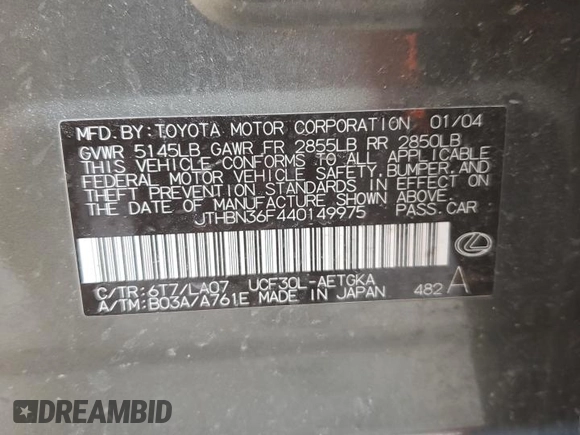 MFD.BY:TOYOTA MOTOR CORPORATION 01/04
GVWR 5145LB GAWR FR 2855LB RR 2850LB
THIS VEHICLE CONFORMS TO ALL APPLICABLE
FEDERAL MOTOR VEHICLE SAFETY,BUMPER,AND
THEFT PREVENTION STANDARDS IN EFFECT ON
THE DATE OF MANUFACTURE SHOWN ABOVE.
JTHBN36F440149975 PASS.CAR
C/TR:6T7/LA07 UCF30L-AETGKA
A/TM:B03A/A761E MADE IN JAPAN 482 A
DREAMBID